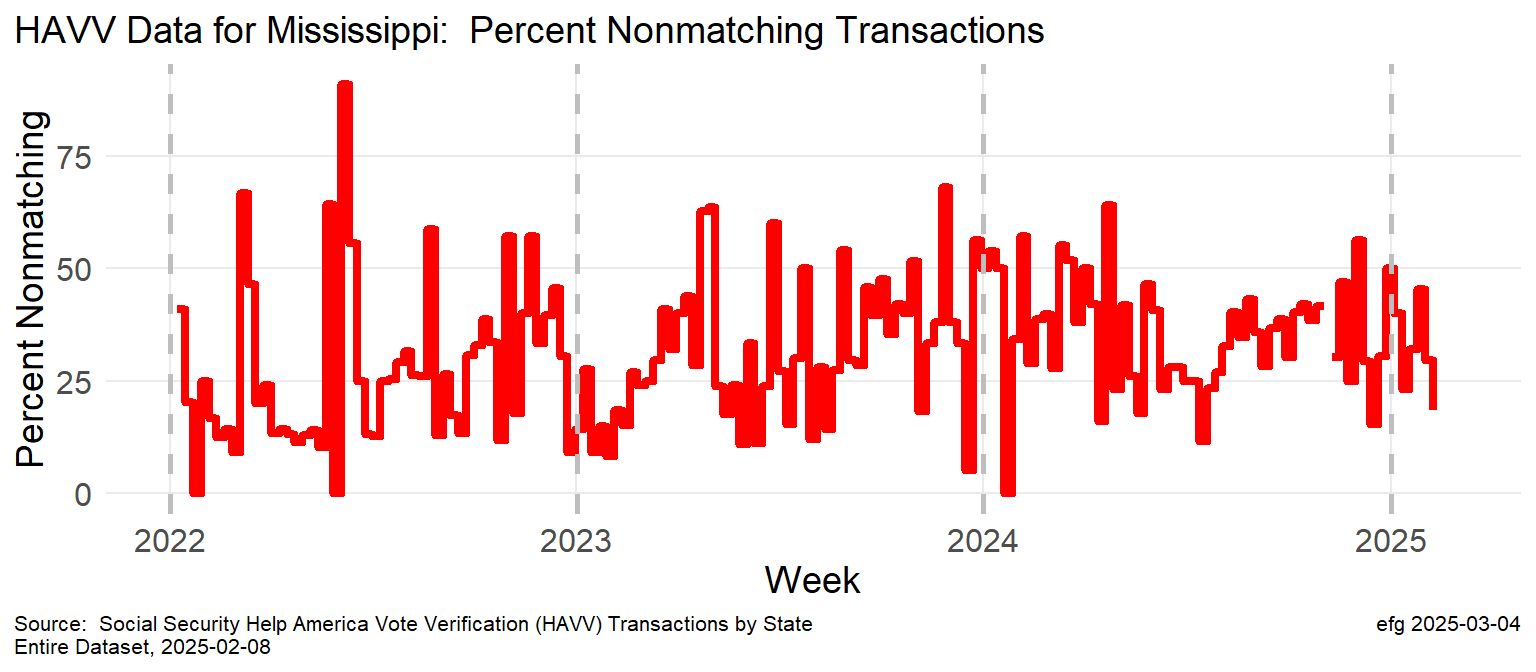 HAVV Data for Mississippi:  Percent Nonmatching Transactions
Percent Nonmatching
75
50
25
0
2022 2023 2024 2025
Week
Source:  Social Security Help America Vote Verification (HAVV) Transactions by State
efg 2025-03-04
Entire Dataset, 2025-02-08